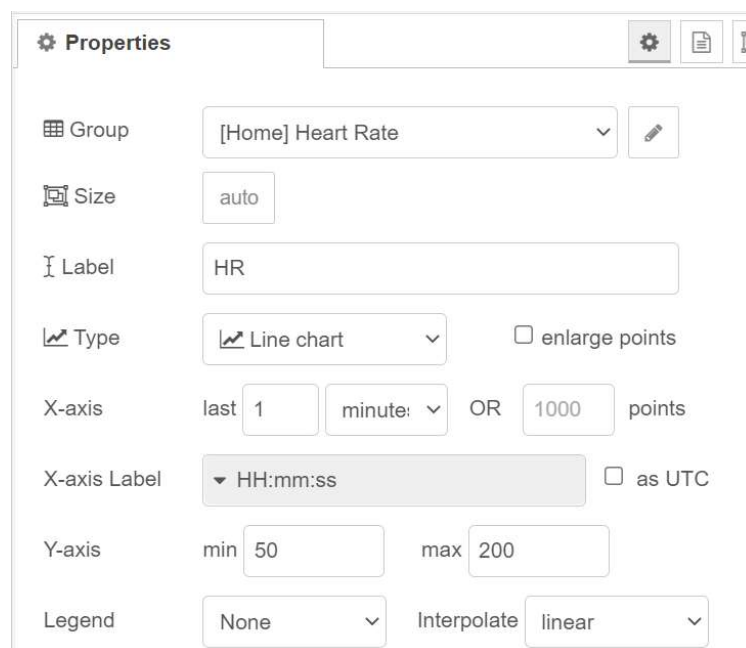 Properties
Group [Home] Heart Rate
Size auto
Label HR
Type Line chart enlarge points
X-axis last 1 minutes OR 1000 points
X-axis Label HH:mm:ss as UTC
Y-axis min 50 max 200
Legend None Interpolate linear